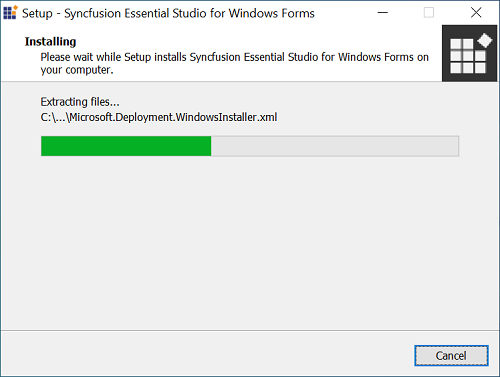 Setup - Syncfusion Essential Studio for Windows Forms
Installing
Please wait while Setup installs Syncfusion Essential Studio for Windows Forms on
your computer.
Extracting files...
C:\...\Microsoft.Deployment.WindowsInstaller.xml
Cancel